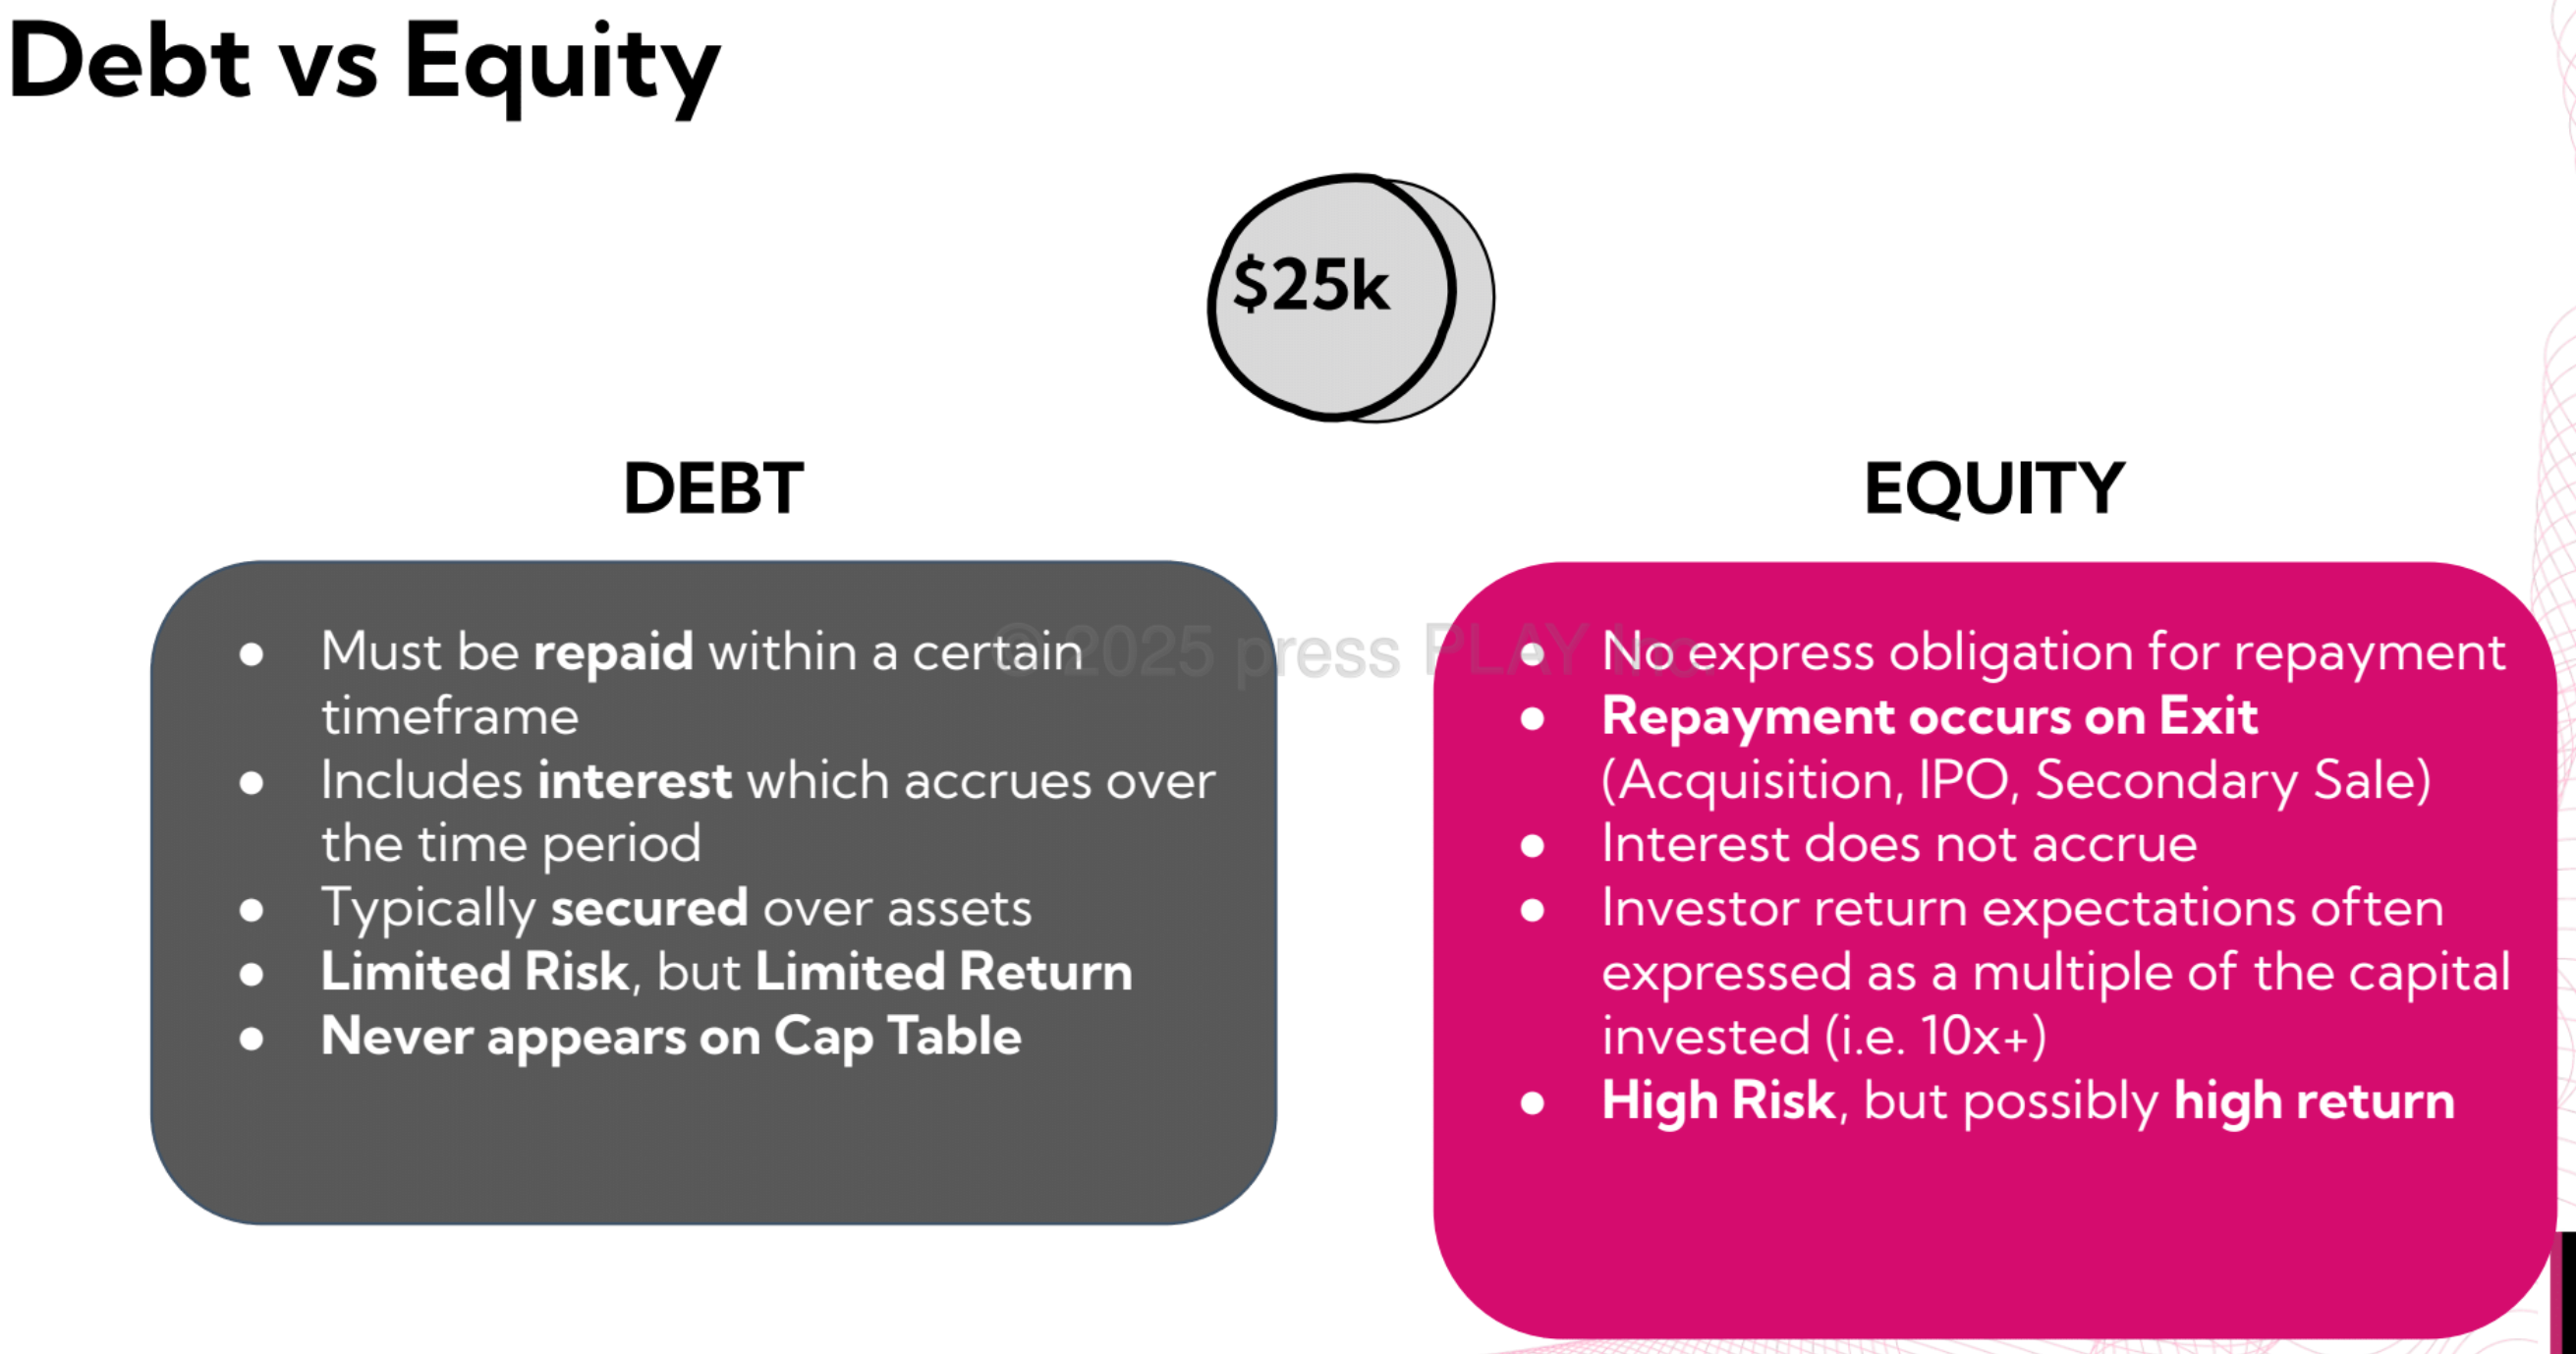 Debt vs Equity
$25k
DEBT
● Must be repaid within a certain
timeframe
● Includes interest which accrues over
the time period
● Typically secured over assets
● Limited Risk, but Limited Return
● Never appears on Cap Table
EQUITY
● No express obligation for repayment
● Repayment occurs on Exit
(Acquisition, IPO, Secondary Sale)
● Interest does not accrue
● Investor return expectations often
expressed as a multiple of the capital
invested (i.e. 10x+)
● High Risk, but possibly high return
© 2025 press PLAY Inc.